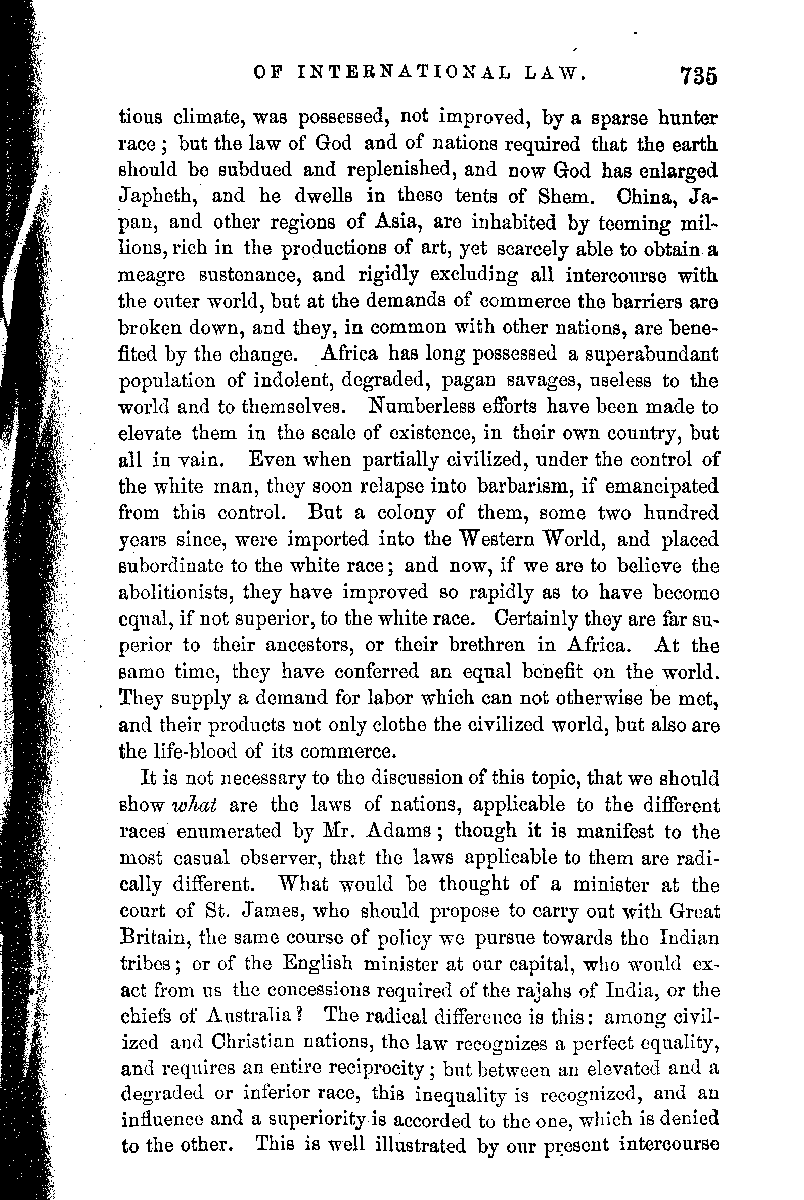 OF INTERNATIONAL LAW. 735
tious climate, was possessed, not improved, by a sparse hunter
race ; but the law of God and of nations required that the earth
should be subdued and replenished, and now God has enlarged
Japheth, and he dwells in these tents of Shem. China, Ja-
pan, and other regions of Asia, are inhabited by teeming mil-
lions, rich in the productions of art, yet scarcely able to obtain a
meagre sustenance, and rigidly excluding all intercourse with
the outer world, but at the demands of commerce the barriers are
broken down, and they, in common with other nations, are bene-
fited by the change. Africa has long possessed a superabundant
population of indolent, degraded, pagan savages, useless to the
world and to themselves. Numberless efforts have been made to
elevate them in the scale of existence, in their own country, but
all in vain. Even when partially civilized, under the control of
the white man, they soon relapse into barbarism, if emancipated
from this control. But a colony of them, some two hundred
years since, were imported into the Western World, and placed
subordinate to the white race; and now, if we are to believe the
abolitionists, they have improved so rapidly as to have become
equal, if not superior, to the white race. Certainly they are far su-
perior to their ancestors, or their brethren in Africa. At the
same time, they have conferred an equal benefit on the world.
They supply a demand for labor which can not otherwise be met,
and their products not only clothe the civilized world, but also are
the life-blood of its commerce.
It is not necessary to the discussion of this topic, that we should
show what are the laws of nations, applicable to the different
races enumerated by Mr. Adams ; though it is manifest to the
most casual observer, that the laws applicable to them are radi-
cally different. What would be thought of a minister at the
court of St. James, who should propose to carry out with Great
Britain, the same course of policy we pursue towards the Indian
tribes ; or of the English minister at our capital, who would ex-
act from us the concessions required of the rajahs of India, or the
chiefs of Australia? The radical difference is this: among civil-
ized and Christian nations, the law recognizes a perfect equality,
and requires an entire reciprocity ; but between an elevated and a
degraded or inferior race, this inequality is recognized, and an
influence and a superiority is accorded to the one, which is denied
to the other. This is well illustrated by our present intercourse